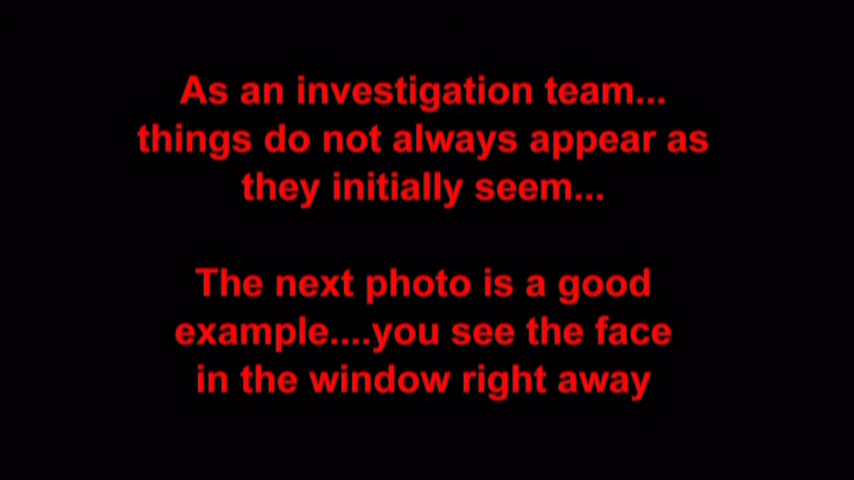 As an investigation team...
things do not always appear as
they initially seem...
The next photo is a good
example....you see the face
in the window right away